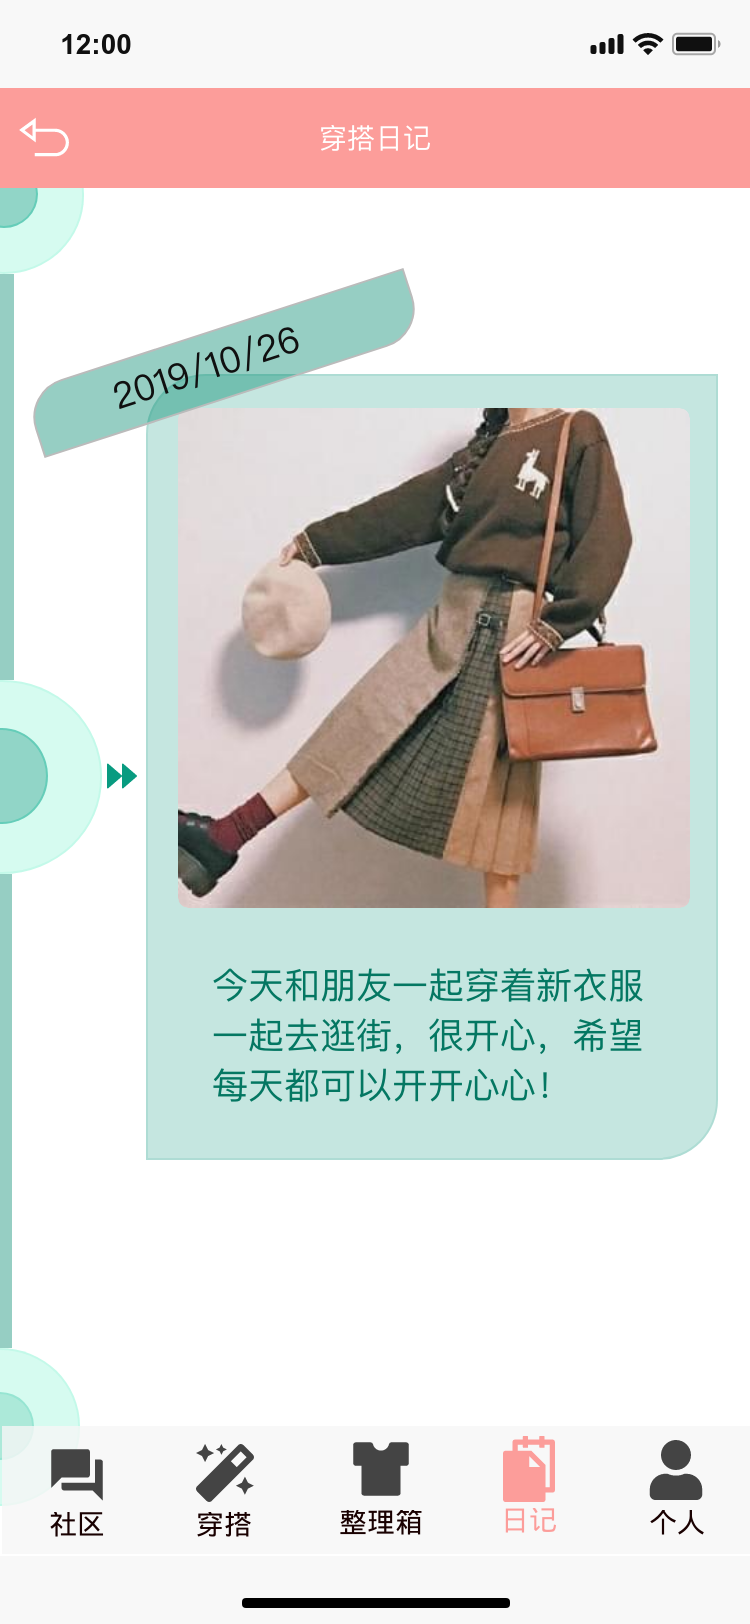 12:00
穿搭日记
2019/10/26
今天和朋友一起穿着新衣服
一起去逛街，很开心，希望
每天都可以开开心心！
社区
穿搭
整理箱
日记
个人